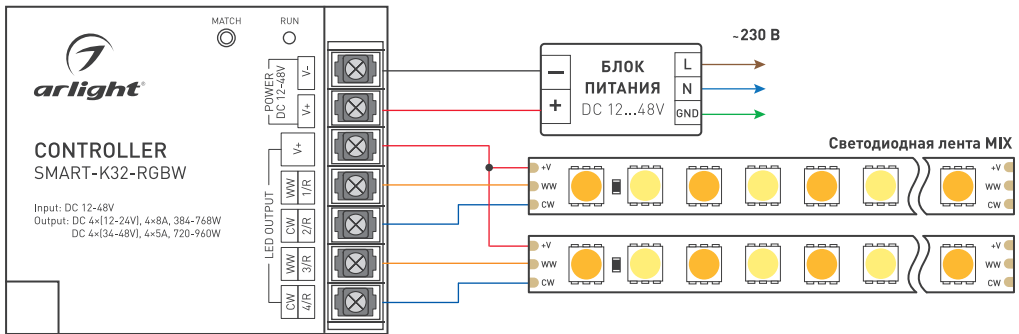 MATCH
RUN
arlight®
CONTROLLER
SMART-K32-RGBW
Input: DC 12-48V
Output: DC 4×(12-24V), 4×8A, 384-768W
DC 4×(34-48V), 4×5A, 720-960W
POWER
DC 12-48V
V-
V+
LED OUTPUT
V+
WW 1/R
CW 2/R
WW 3/R
CW 4/R
БЛОК
ПИТАНИЯ
DC 12...48V
–
+
L
N
GND
~230 В
Светодиодная лента MIX
+V
WW
CW
+V
WW
CW
+V
WW
CW
+V
WW
CW